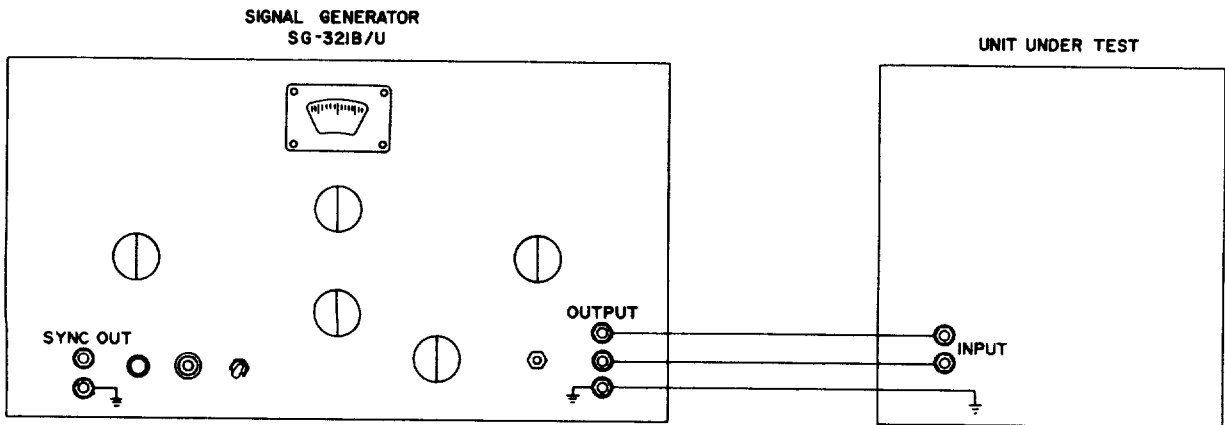 SIGNAL GENERATOR
SG-321B/U
UNIT UNDER TEST
OUTPUT
SYNC OUT
INPUT